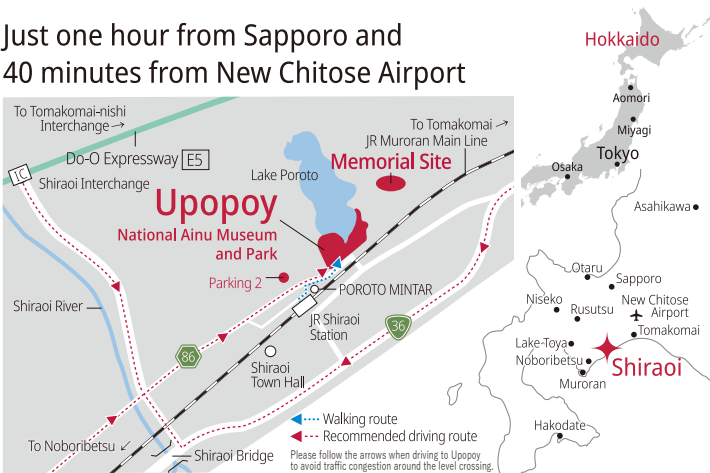 Just one hour from Sapporo and
40 minutes from New Chitose Airport
To Tomakomai-nishi
Interchange →
Do-O Expressway E5
IC
Shiraoi Interchange
To Tomakomai →
JR Muroran Main Line
Lake Poroto
Memorial Site
Upopoy
National Ainu Museum
and Park
Parking 2
POROTO MINTAR
Shiraoi River
JR Shiraoi
Station
36
86
Shiraoi
Town Hall
To Noboribetsu ↙
Shiraoi Bridge
Walking route
Recommended driving route
Please follow the arrows when driving to Upopoy
to avoid traffic congestion around the level crossing.
Hokkaido
Aomori
Miyagi
Tokyo
Osaka
Asahikawa
Otaru
Sapporo
Niseko
Rusutsu
New Chitose
Airport
Tomakomai
Lake-Toya
Noboribetsu
Shiraoi
Muroran
Hakodate